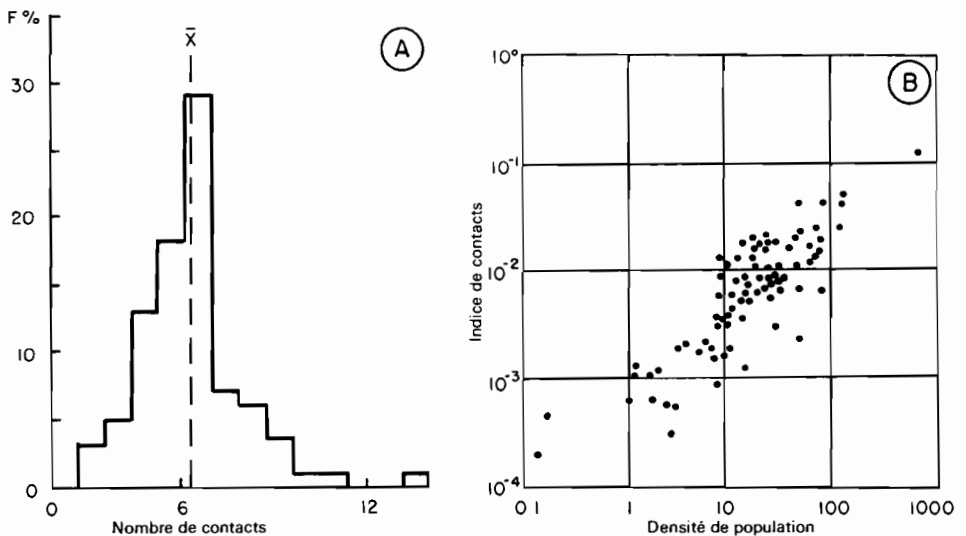 F %
X̄
A
30
20
10
0
0
6
12
Nombre de contacts
B
10⁰
10⁻¹
10⁻²
10⁻³
10⁻⁴
Indice de contacts
0 1
1
10
100
1000
Densité de population